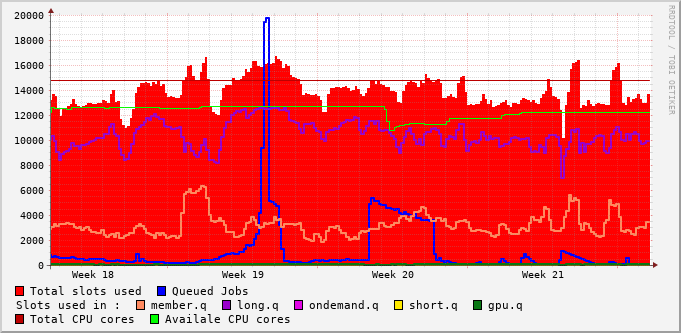 20000
18000
16000
14000
12000
10000
8000
6000
4000
2000
0
Week 18 Week 19 Week 20 Week 21
Total slots used Queued Jobs
Slots used in : member.q long.q ondemand.q short.q gpu.q
Total CPU cores Availale CPU cores
RRDTOOL / TOBI OETIKER